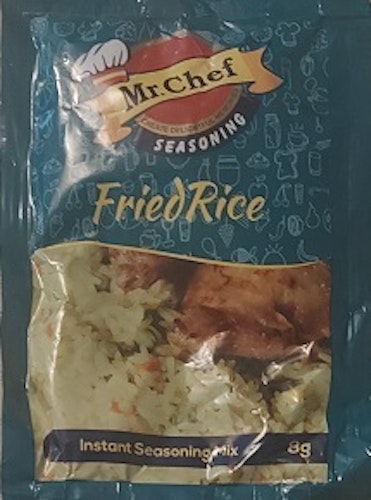 Mr.Chef
SEASONING
FriedRice
Instant Seasoning Mix
8g